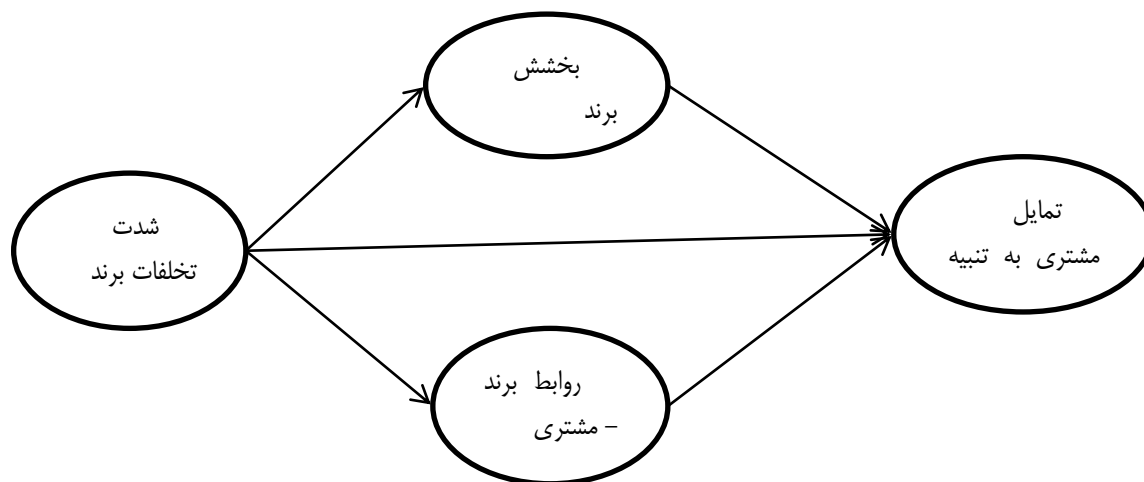 بخشش
برند
شدت
تخلفات برند
تمایل
مشتری به تنبیه
روابط برند
– مشتری